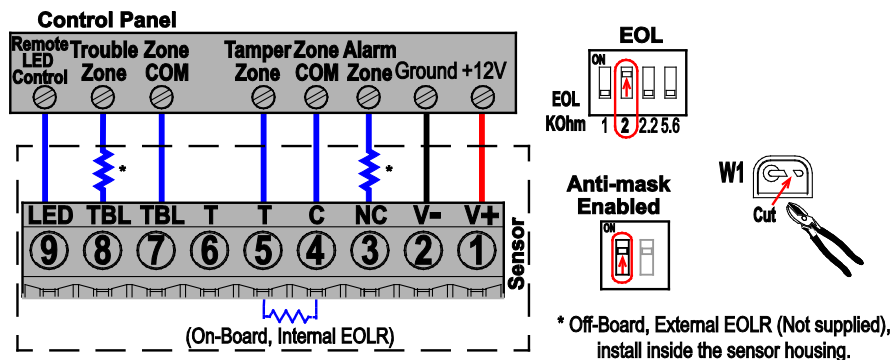 Control Panel
Remote LED Control
Trouble Zone
Zone COM
Tamper Zone
Zone COM
Alarm Zone
Ground
+12V
*
*
LED TBL TBL T T C NC V- V+
9 8 7 6 5 4 3 2 1
Sensor
(On-Board, Internal EOLR)
EOL
ON
EOL KOhm
1 2 2.2 5.6
Anti-mask
Enabled
ON
W1
Cut
* Off-Board, External EOLR (Not supplied),
install inside the sensor housing.